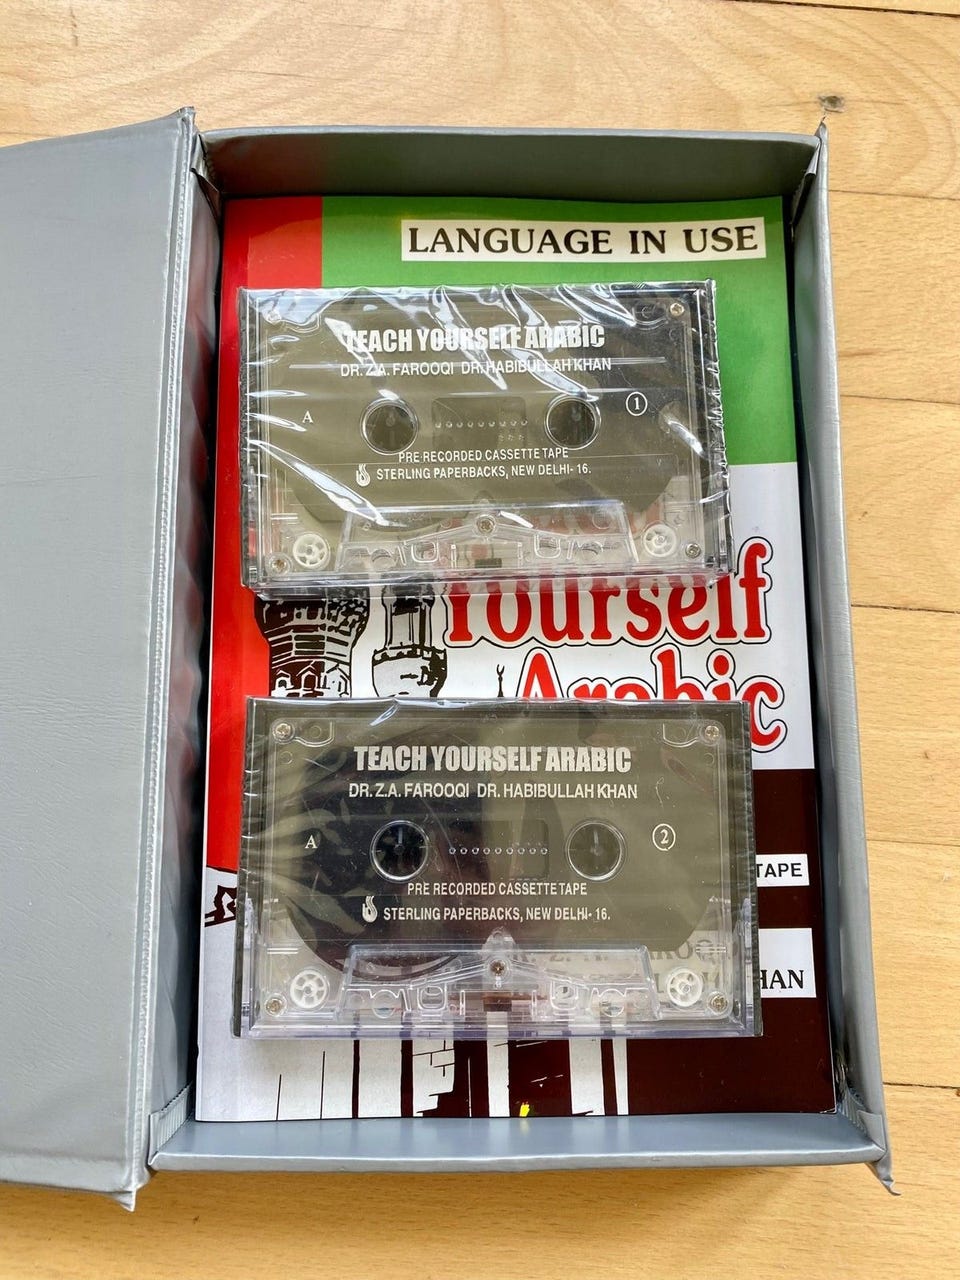 LANGUAGE IN USE
TEACH YOURSELF ARABIC
DR. Z.A. FAROOQI DR. HABIBULLAH KHAN
A
1
PRE RECORDED CASSETTE TAPE
STERLING PAPERBACKS, NEW DELHI- 16.
Yourself
Arabic
TEACH YOURSELF ARABIC
DR. Z.A. FAROOQI DR. HABIBULLAH KHAN
A
2
PRE RECORDED CASSETTE TAPE
STERLING PAPERBACKS, NEW DELHI- 16.
TAPE
HAN